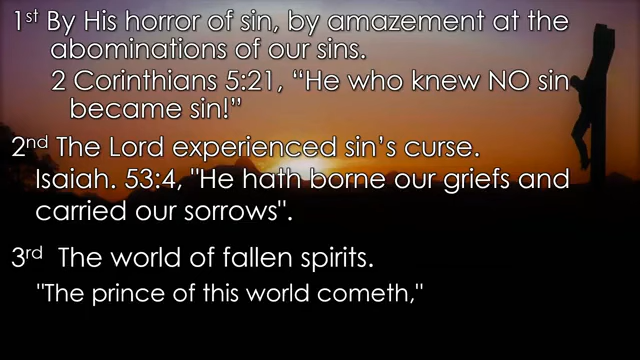 1st By His horror of sin, by amazement at the
abominations of our sins.
2 Corinthians 5:21, “He who knew NO sin
became sin!”
2nd The Lord experienced sin’s curse.
Isaiah. 53:4, "He hath borne our griefs and
carried our sorrows".
3rd The world of fallen spirits.
"The prince of this world cometh,"